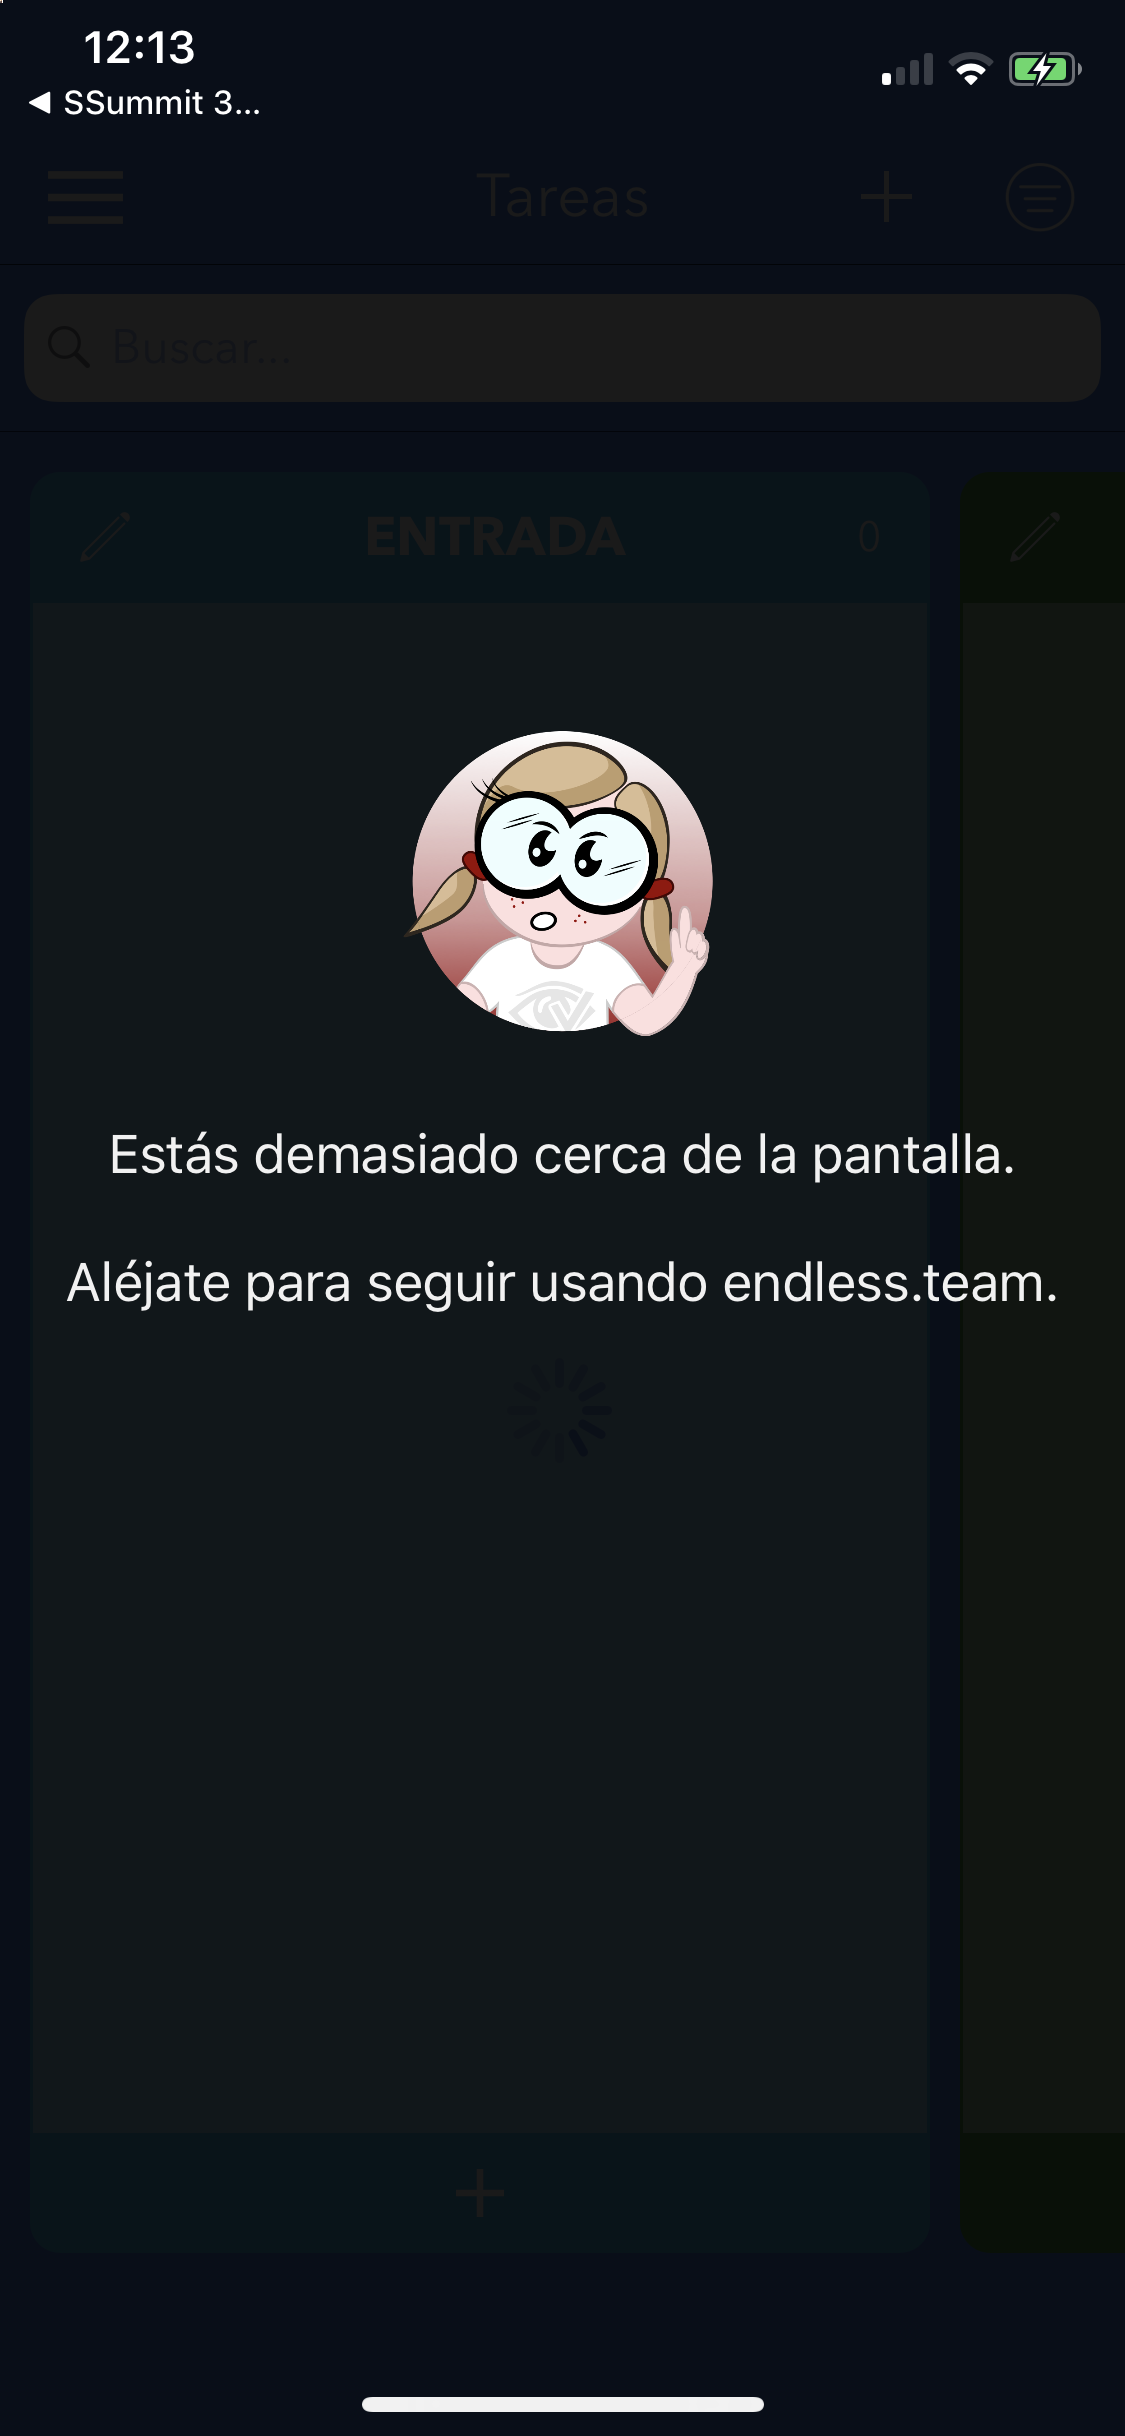 12:13
SSummit 3...
Tareas
Buscar...
ENTRADA
0
Estás demasiado cerca de la pantalla.
Aléjate para seguir usando endless.team.